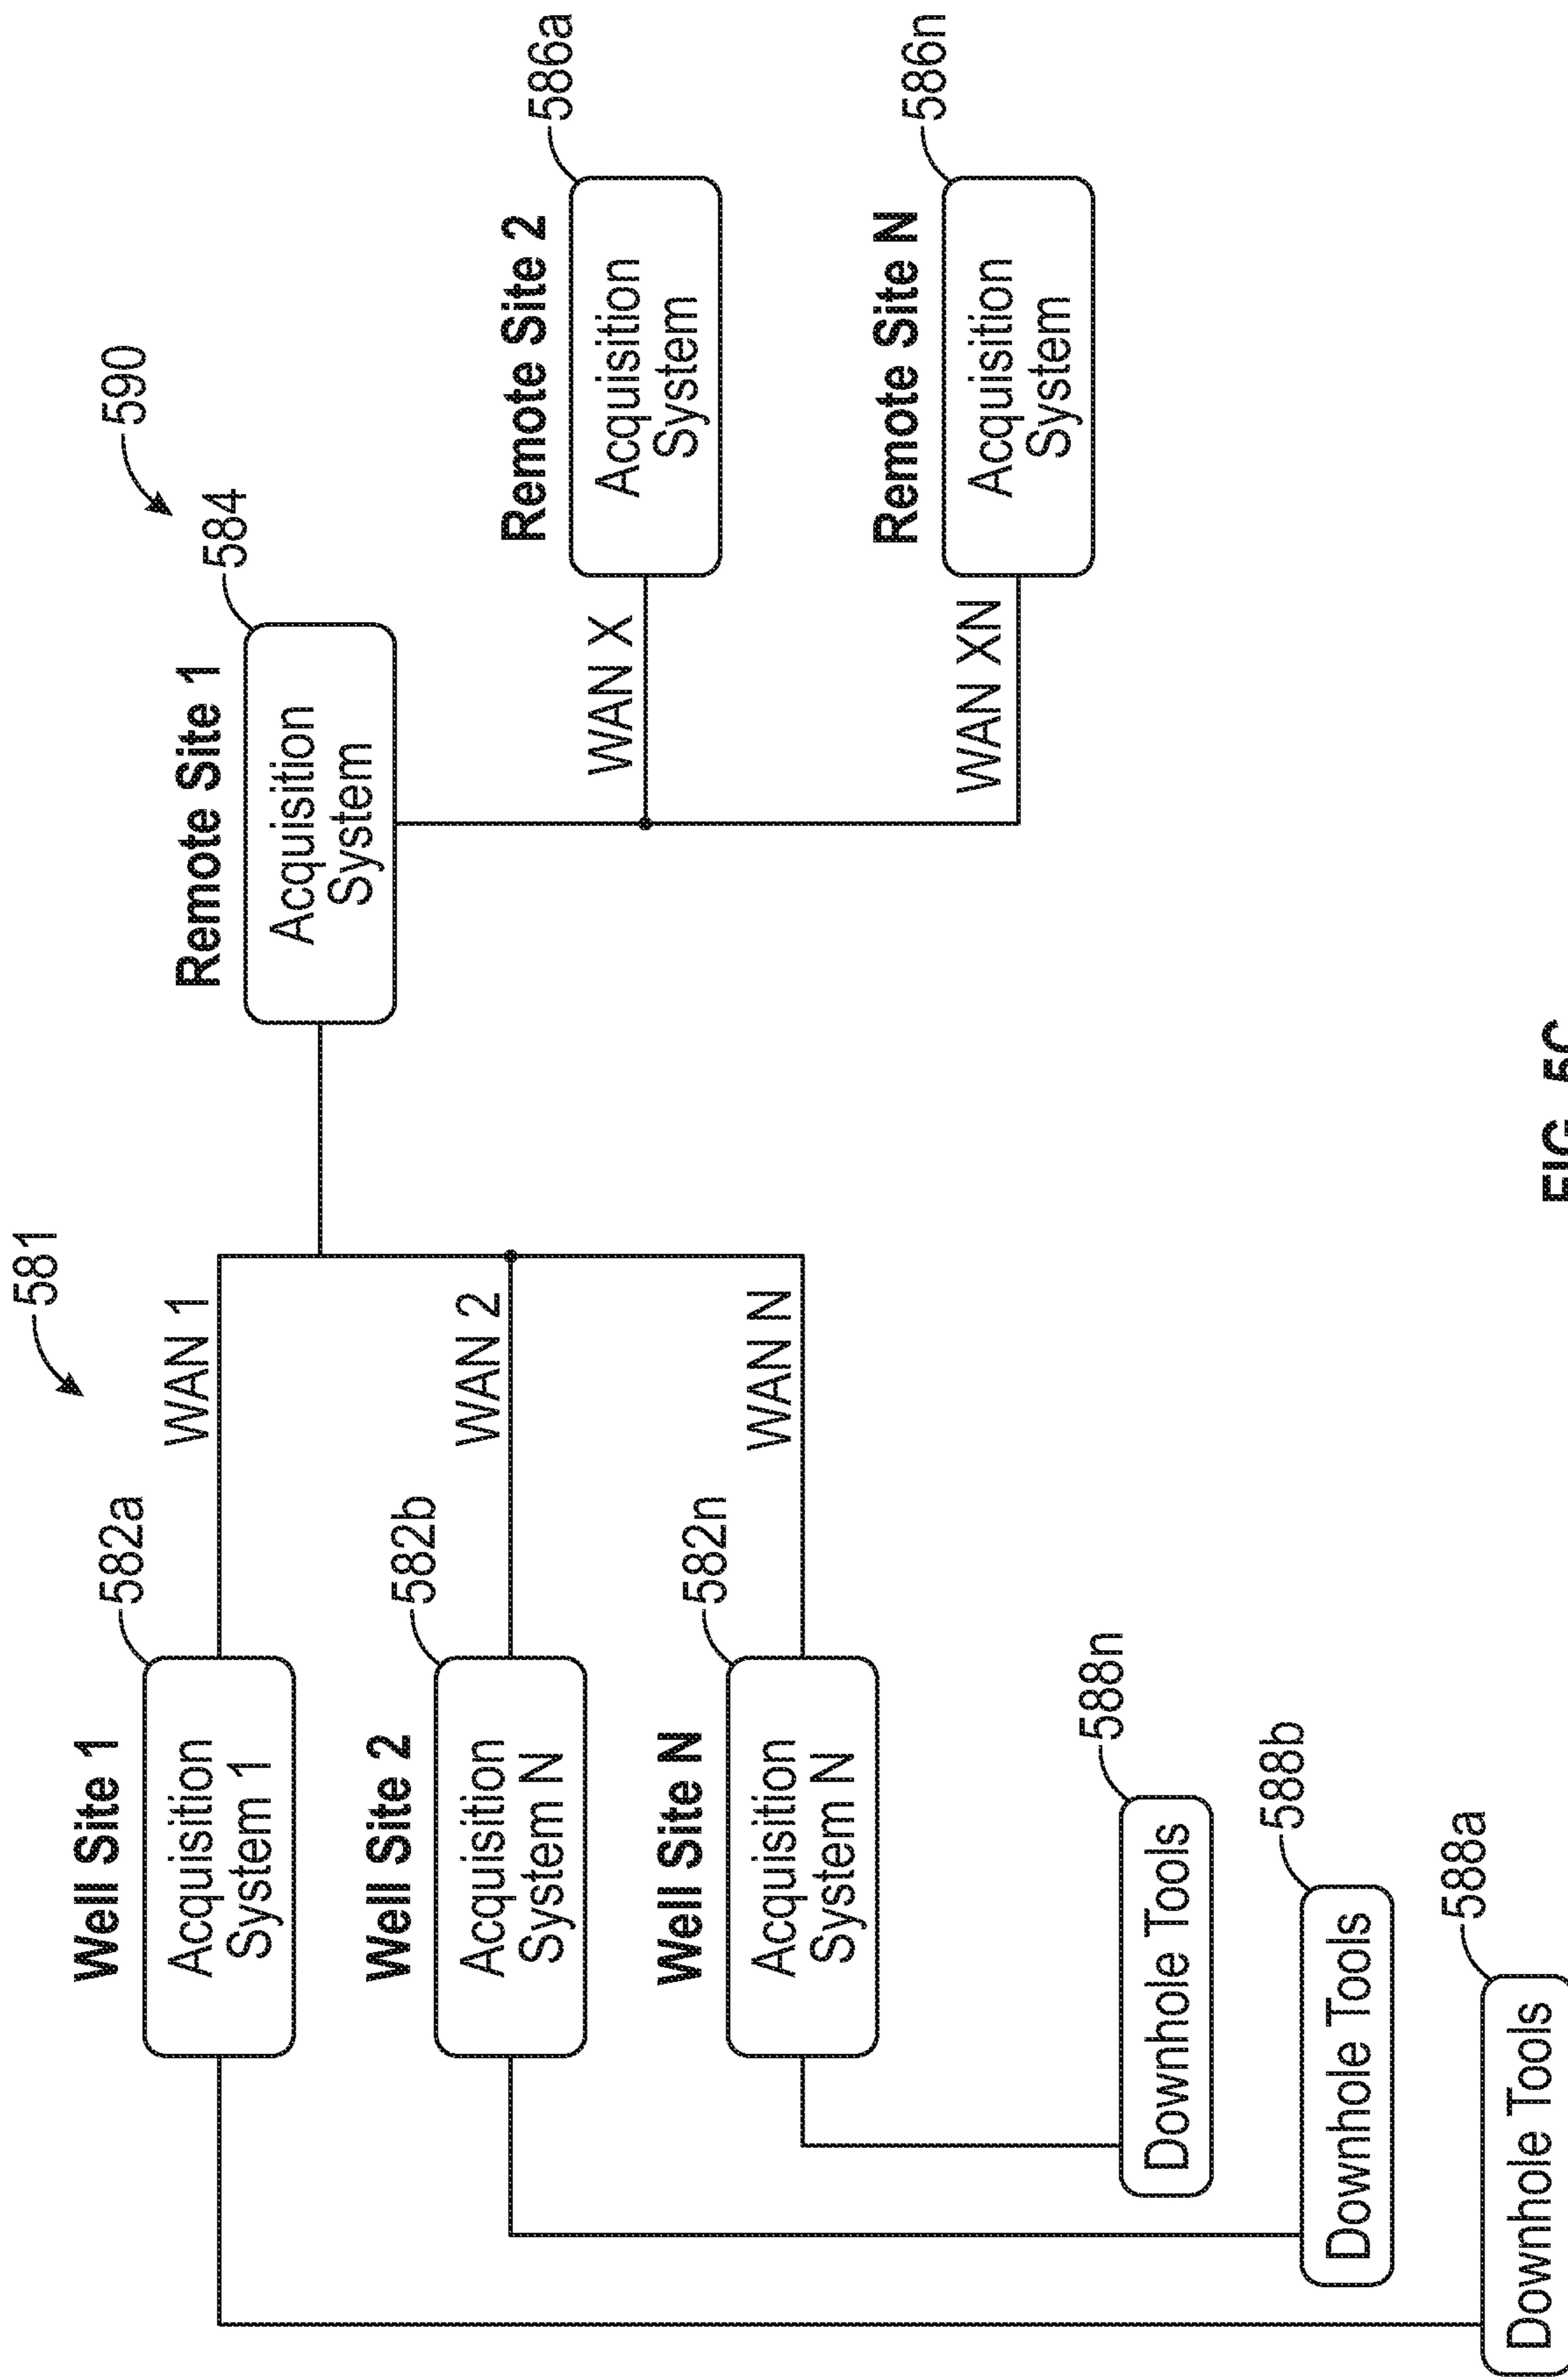 581
590
Well Site 1
582a
Acquisition
System 1
WAN 1
Remote Site 1
584
Acquisition
System
Well Site 2
582b
Acquisition
System N
WAN 2
Remote Site 2
586a
WAN X
Acquisition
System
Well Site N
582n
Acquisition
System N
WAN N
Remote Site N
586n
WAN XN
Acquisition
System
588n
Downhole Tools
588b
Downhole Tools
588a
Downhole Tools
FIG. 5C